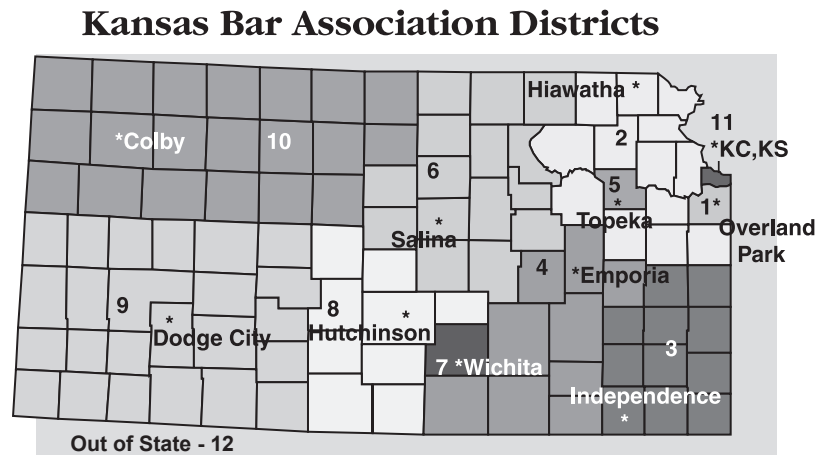 Kansas Bar Association Districts
Hiawatha *
11
2
*KC,KS
*Colby
10
6
5
*
1*
Topeka
Overland
Park
*
Salina
4
*Emporia
9
8
*
*
Hutchinson
Dodge City
3
7 *Wichita
Independence
*
Out of State - 12